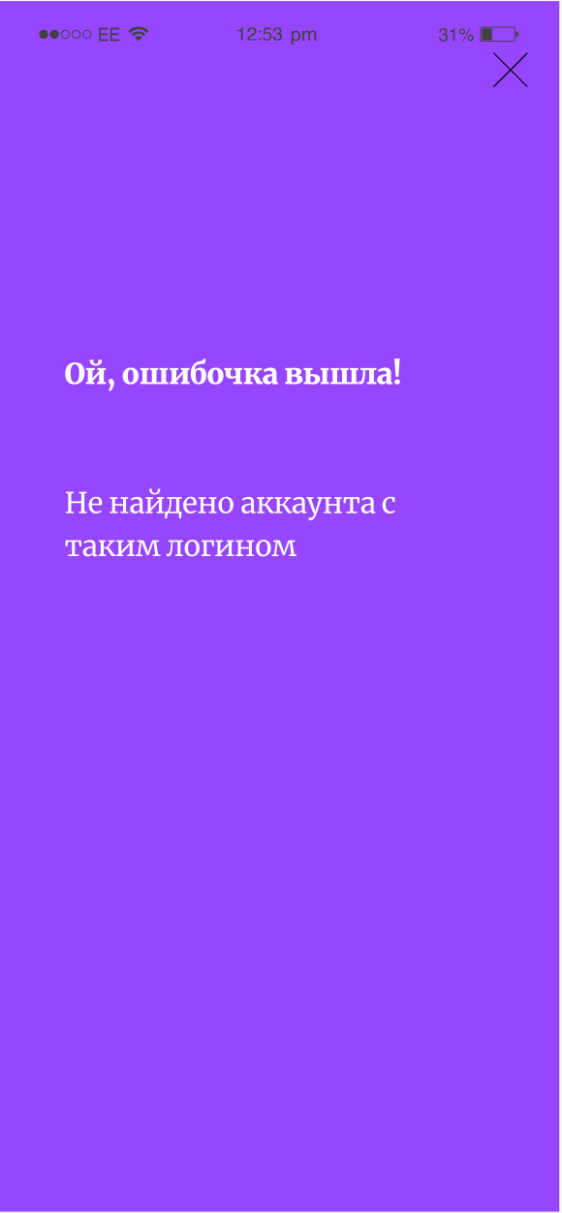 EE 12:53 pm 31%
Ой, ошибочка вышла!
Не найдено аккаунта с
таким логином